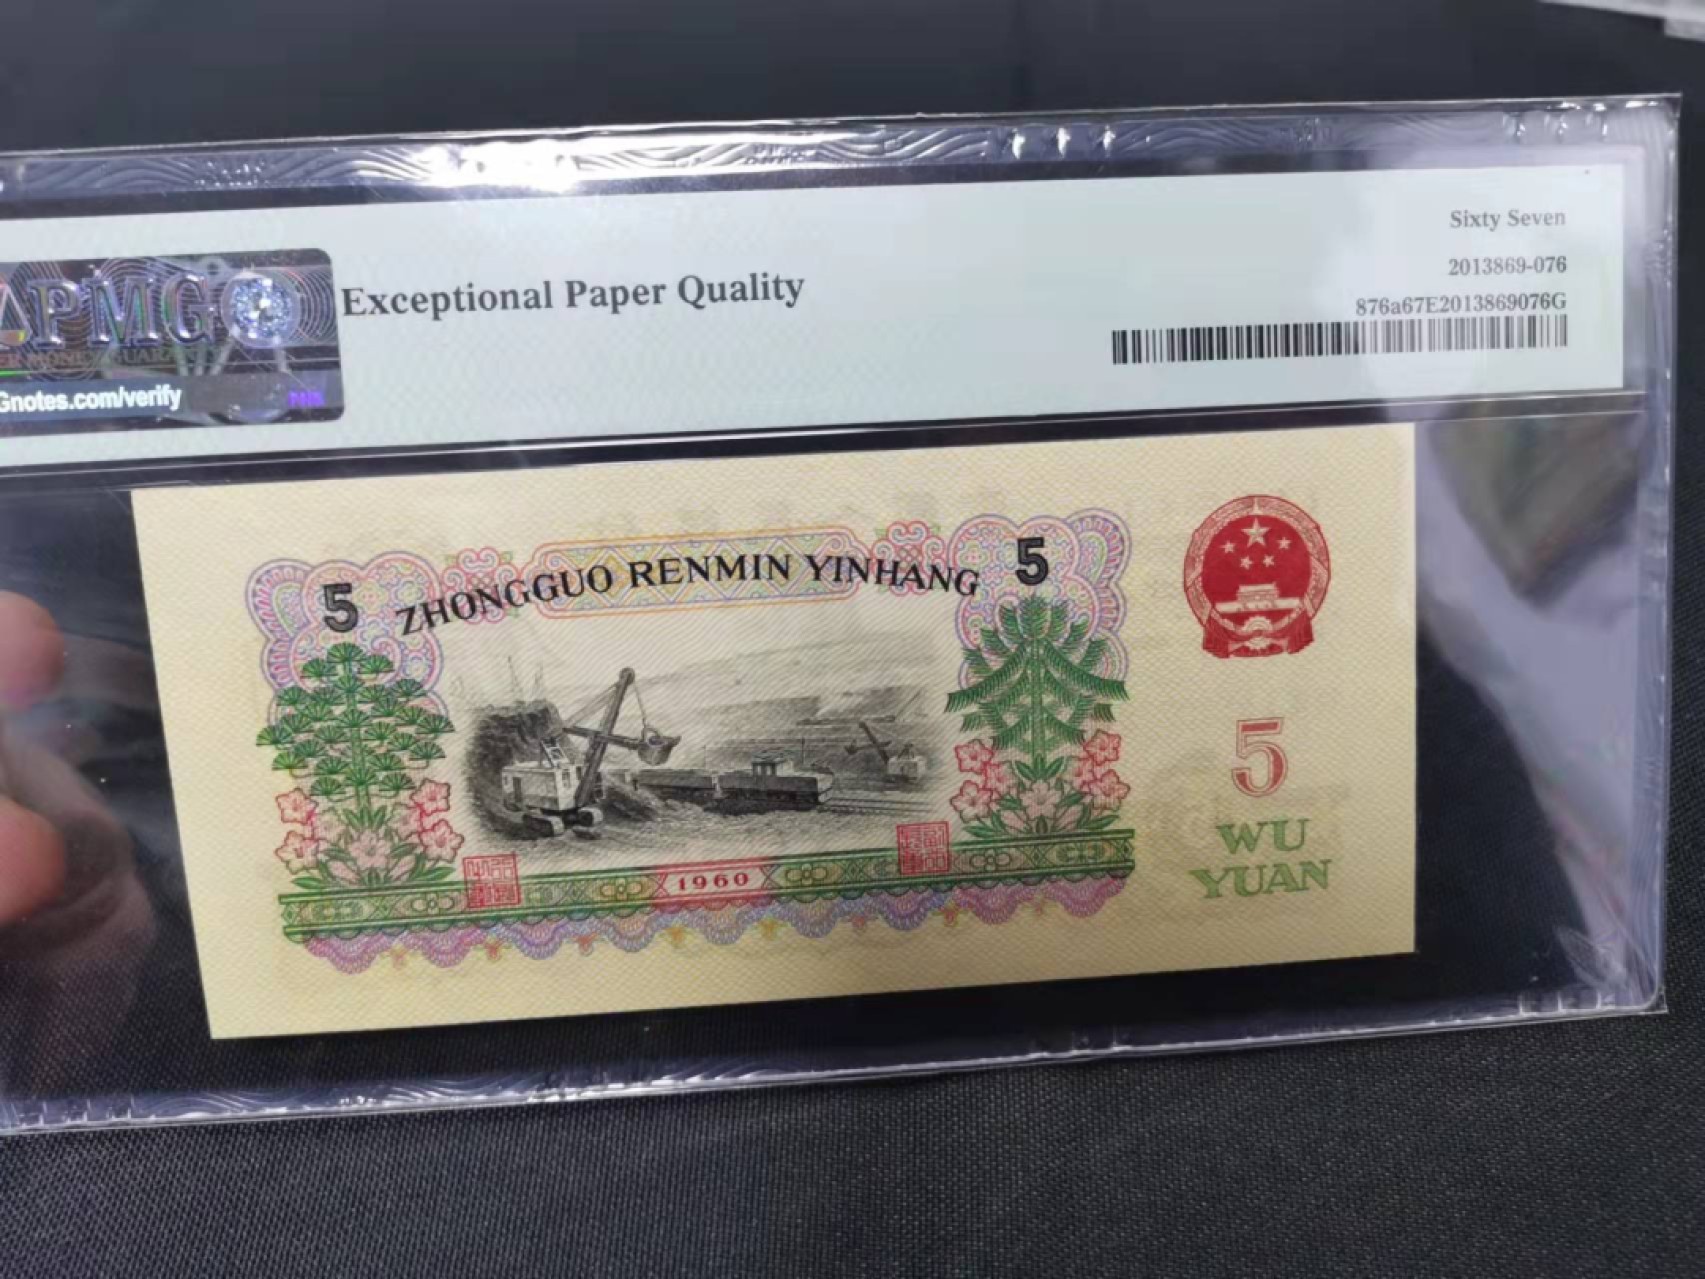 Sixty Seven
2013869-076
876a67E2013869076G
Exceptional Paper Quality
PMG
Gnotes.com/verify
5 ZHONGGUO RENMIN YINHANG 5
5
WU
YUAN
1960